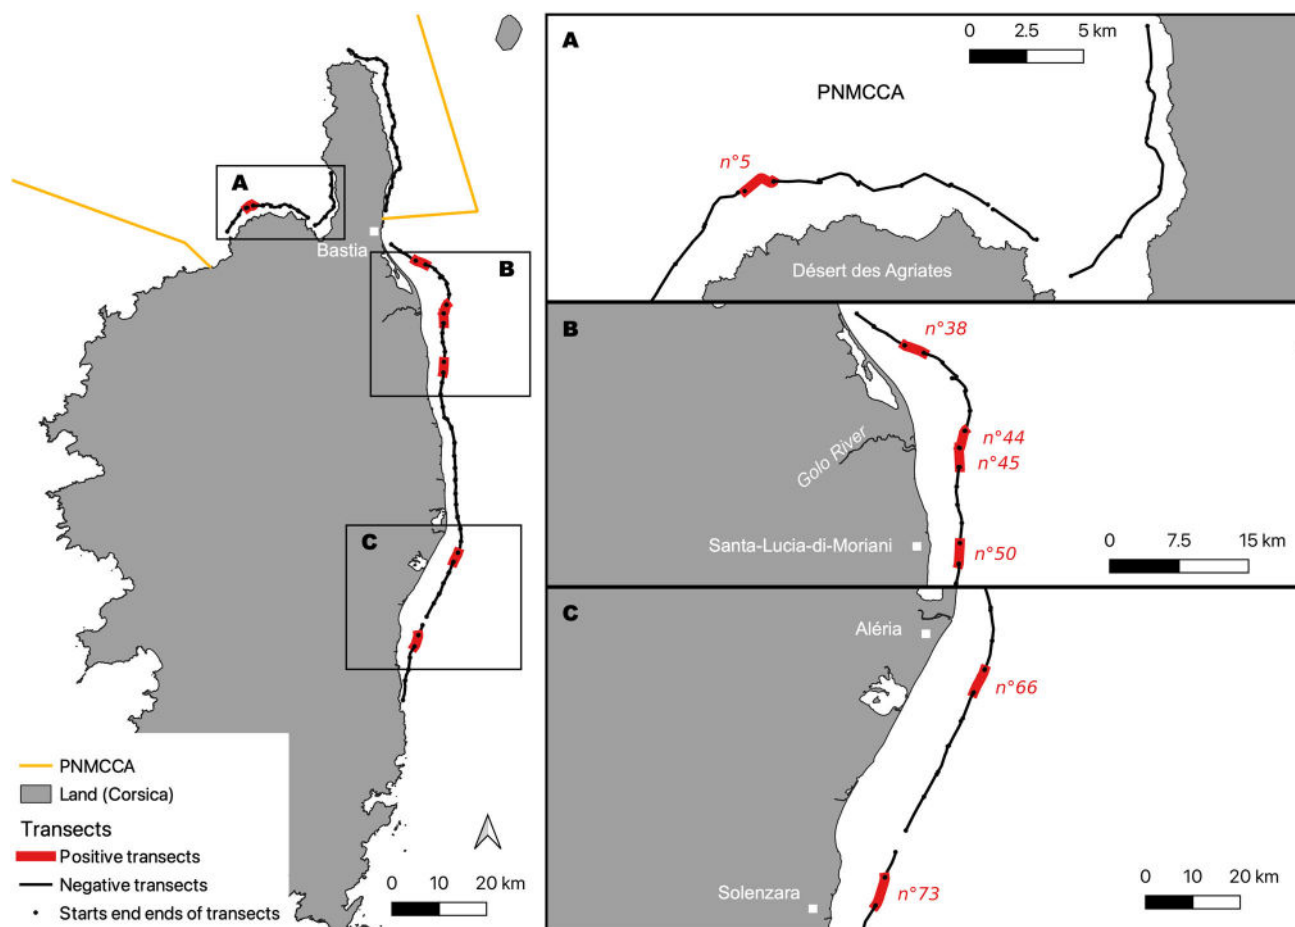 A
Bastia
B
C
PNMCCA
Land (Corsica)
Transects
Positive transects
Negative transects
Starts end ends of transects
0 10 20 km
A
0 2.5 5 km
PNMCCA
n°5
Désert des Agriates
B
n°38
n°44
n°45
Golo River
Santa-Lucia-di-Moriani
n°50
0 7.5 15 km
C
Aléria
n°66
Solenzara
n°73
0 10 20 km